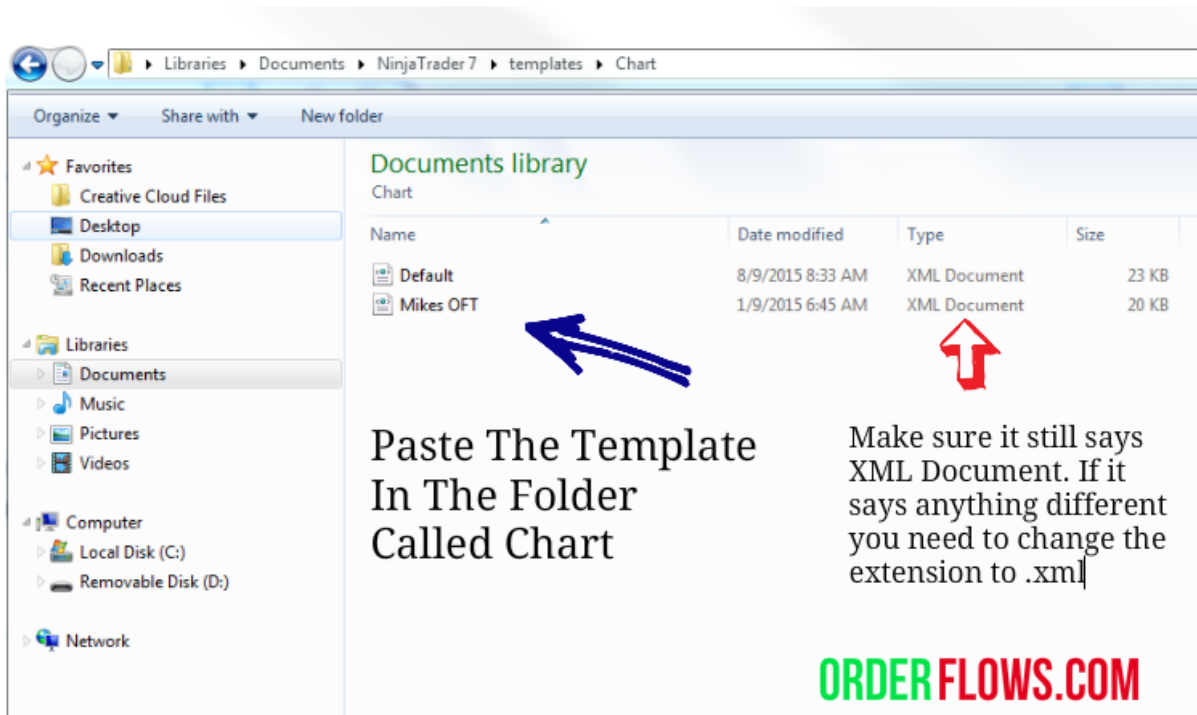 Libraries Documents NinjaTrader 7 templates Chart
Organize Share with New folder
Favorites
Creative Cloud Files
Desktop
Downloads
Recent Places
Libraries
Documents
Music
Pictures
Videos
Computer
Local Disk (C:)
Removable Disk (D:)
Network
Documents library
Chart
Name Date modified Type Size
Default 8/9/2015 8:33 AM XML Document 23 KB
Mikes OFT 1/9/2015 6:45 AM XML Document 20 KB
Paste The Template
In The Folder
Called Chart
Make sure it still says
XML Document. If it
says anything different
you need to change the
extension to .xml
ORDERFLOWS.COM